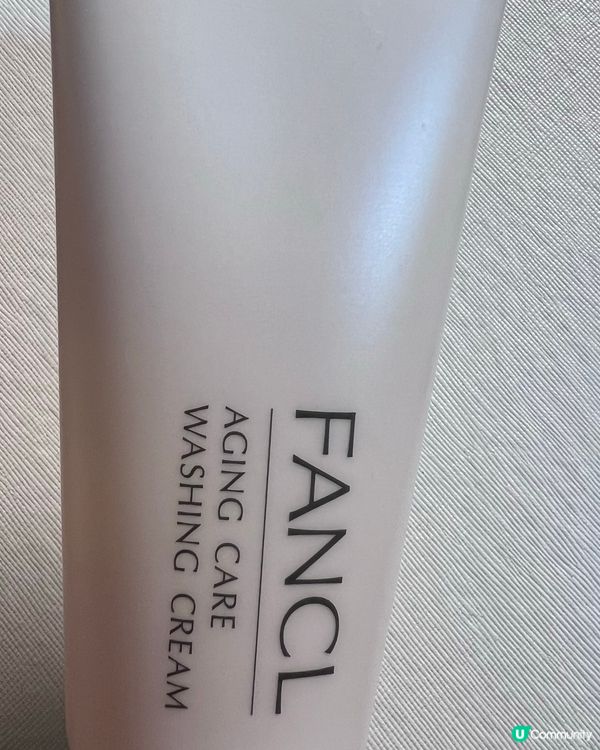 FANCL
AGING CARE
WASHING CREAM
U Community